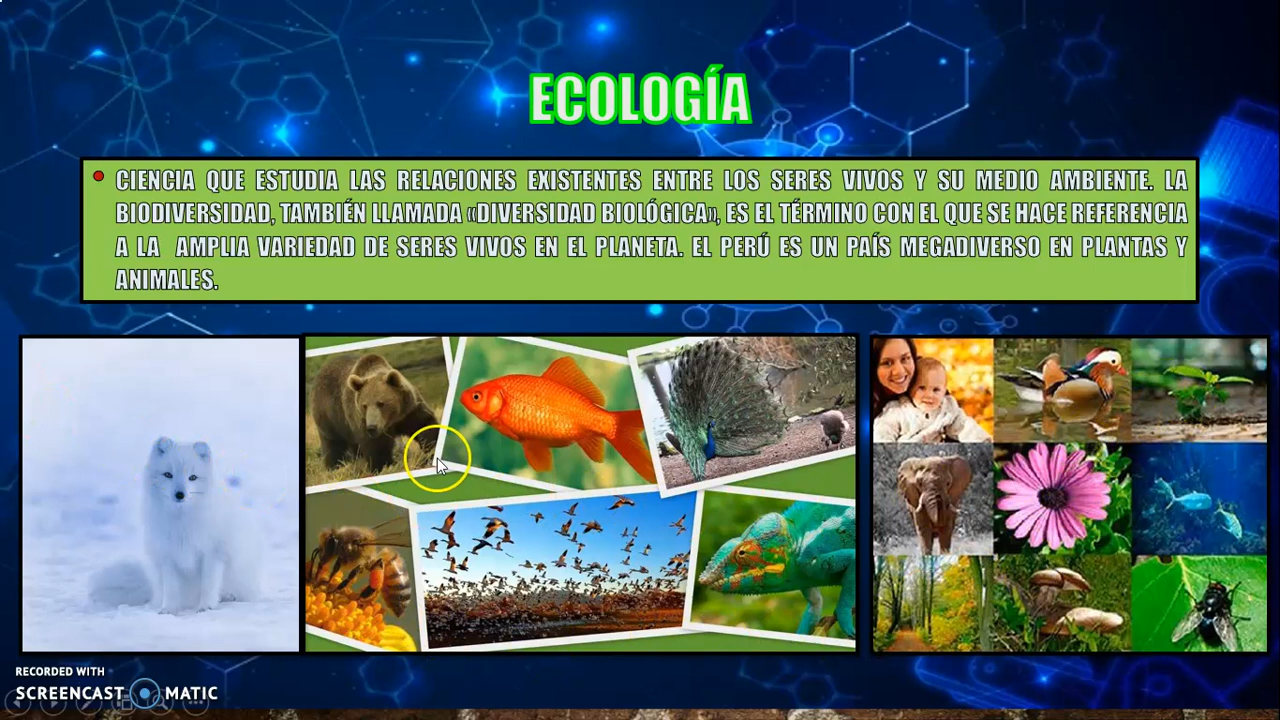 ECOLOGÍA
CIENCIA QUE ESTUDIA LAS RELACIONES EXISTENTES ENTRE LOS SERES VIVOS Y SU MEDIO AMBIENTE. LA
BIODIVERSIDAD, TAMBIÉN LLAMADA «DIVERSIDAD BIOLÓGICA», ES EL TÉRMINO CON EL QUE SE HACE REFERENCIA
A LA AMPLIA VARIEDAD DE SERES VIVOS EN EL PLANETA. EL PERÚ ES UN PAÍS MEGADIVERSO EN PLANTAS Y
ANIMALES.
RECORDED WITH
SCREENCAST MATIC